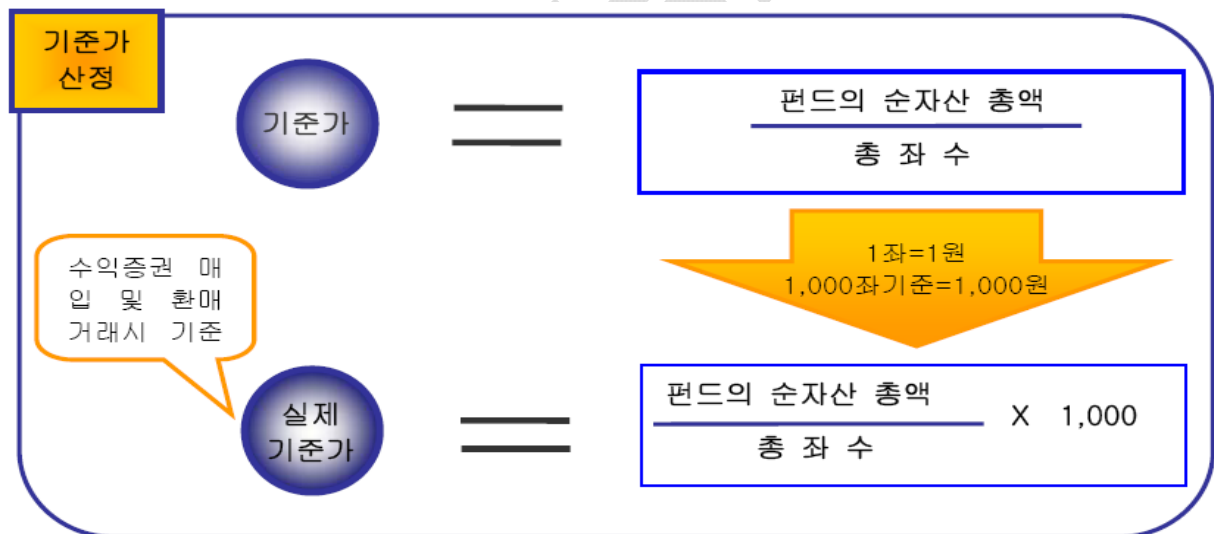 기준가
산정
기준가
펀드의 순자산 총액
총 좌 수
1좌=1원
1,000좌기준=1,000원
수익증권 매
입 및 환매
거래시 기준
실제
기준가
펀드의 순자산 총액
총 좌 수
X 1,000